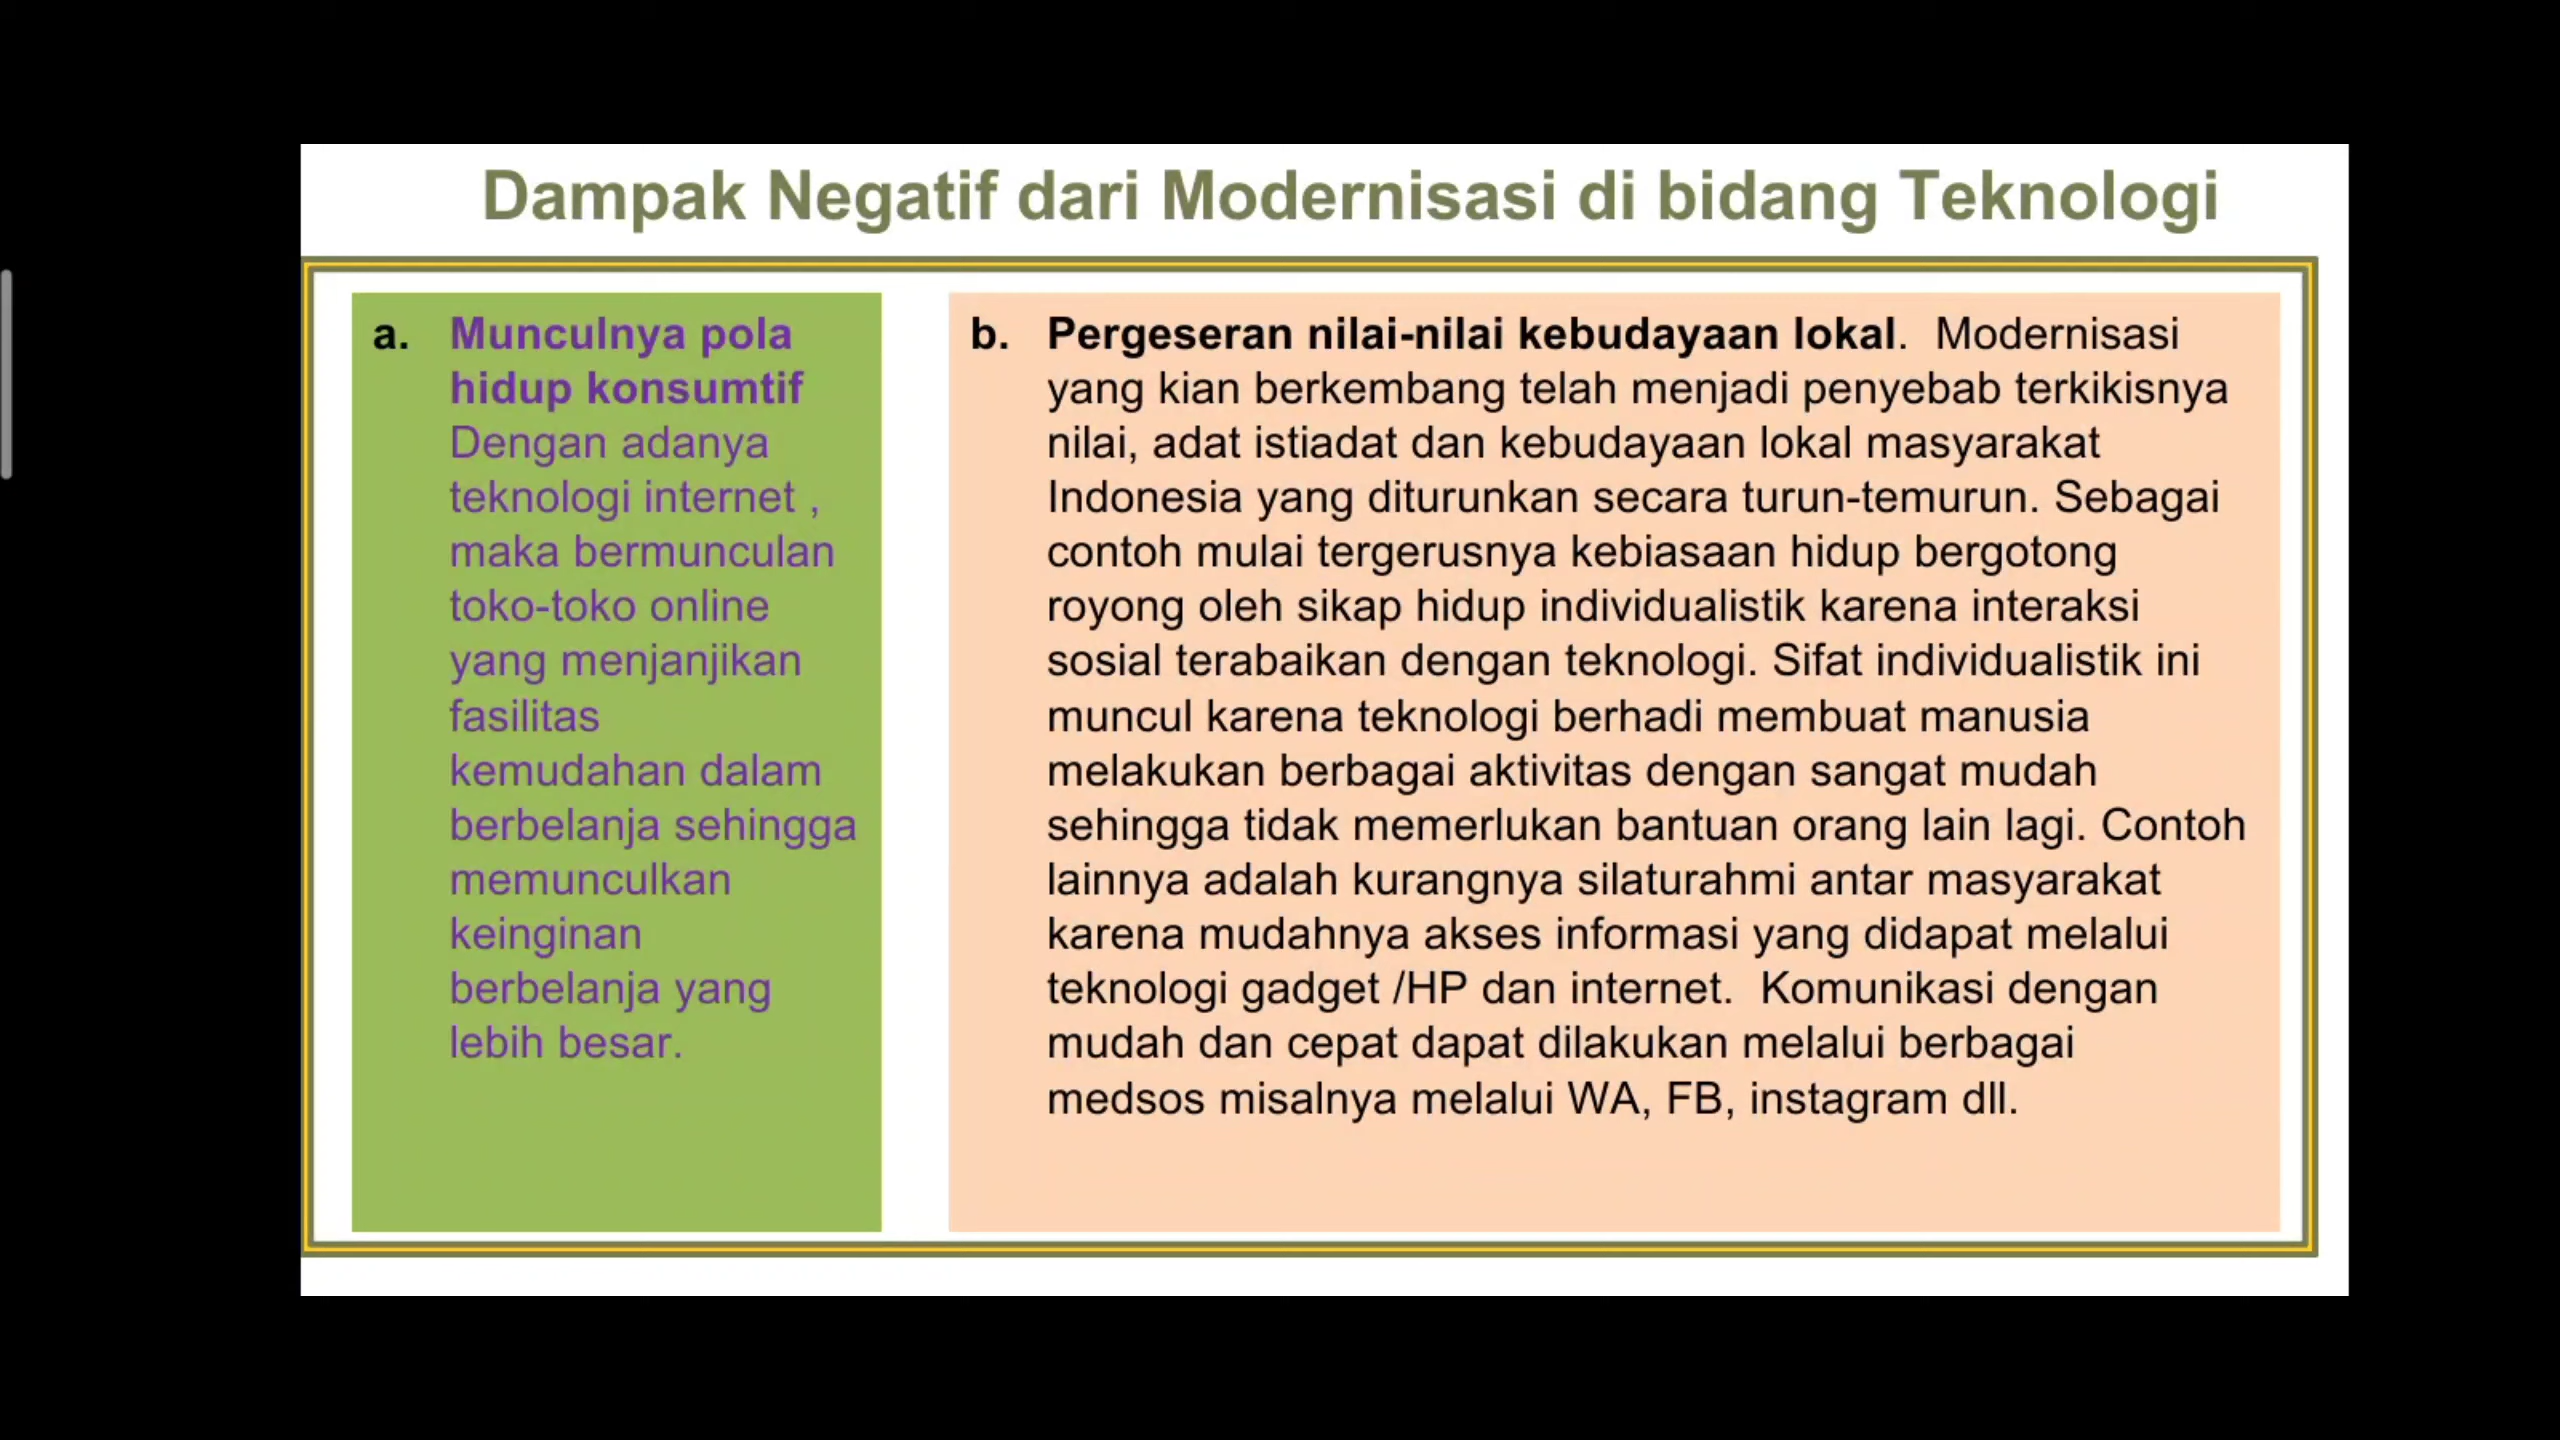 Dampak Negatif dari Modernisasi di bidang Teknologi
a. Munculnya pola
hidup konsumtif
Dengan adanya
teknologi internet ,
maka bermunculan
toko-toko online
yang menjanjikan
fasilitas
kemudahan dalam
berbelanja sehingga
memunculkan
keinginan
berbelanja yang
lebih besar.
b. Pergeseran nilai-nilai kebudayaan lokal. Modernisasi
yang kian berkembang telah menjadi penyebab terkikisnya
nilai, adat istiadat dan kebudayaan lokal masyarakat
Indonesia yang diturunkan secara turun-temurun. Sebagai
contoh mulai tergerusnya kebiasaan hidup bergotong
royong oleh sikap hidup individualistik karena interaksi
sosial terabaikan dengan teknologi. Sifat individualistik ini
muncul karena teknologi berhadi membuat manusia
melakukan berbagai aktivitas dengan sangat mudah
sehingga tidak memerlukan bantuan orang lain lagi. Contoh
lainnya adalah kurangnya silaturahmi antar masyarakat
karena mudahnya akses informasi yang didapat melalui
teknologi gadget /HP dan internet. Komunikasi dengan
mudah dan cepat dapat dilakukan melalui berbagai
medsos misalnya melalui WA, FB, instagram dll.